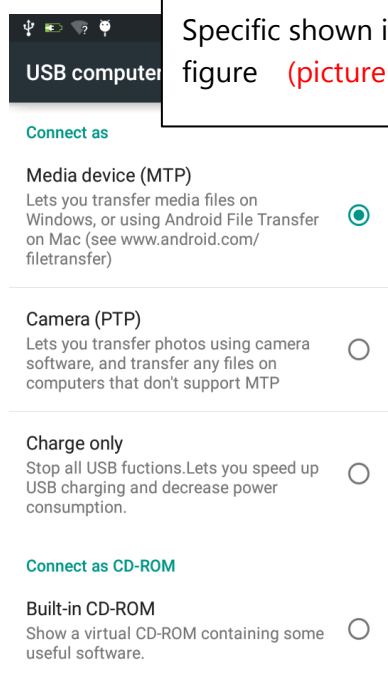 Specific shown i
figure (picture
USB computer
Connect as
Media device (MTP)
Lets you transfer media files on
Windows, or using Android File Transfer
on Mac (see www.android.com/
filetransfer)
Camera (PTP)
Lets you transfer photos using camera
software, and transfer any files on
computers that don't support MTP
Charge only
Stop all USB fuctions.Lets you speed up
USB charging and decrease power
consumption.
Connect as CD-ROM
Built-in CD-ROM
Show a virtual CD-ROM containing some
useful software.